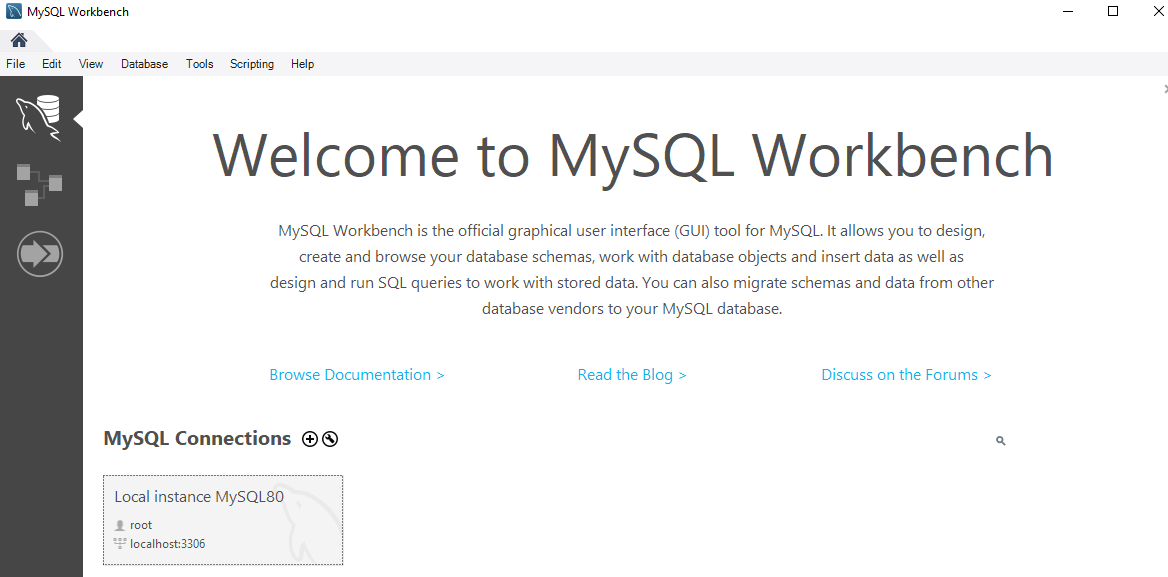 MySQL Workbench
File Edit View Database Tools Scripting Help
Welcome to MySQL Workbench
MySQL Workbench is the official graphical user interface (GUI) tool for MySQL. It allows you to design,
create and browse your database schemas, work with database objects and insert data as well as
design and run SQL queries to work with stored data. You can also migrate schemas and data from other
database vendors to your MySQL database.
Browse Documentation > Read the Blog > Discuss on the Forums >
MySQL Connections
Local instance MySQL80
root
localhost:3306